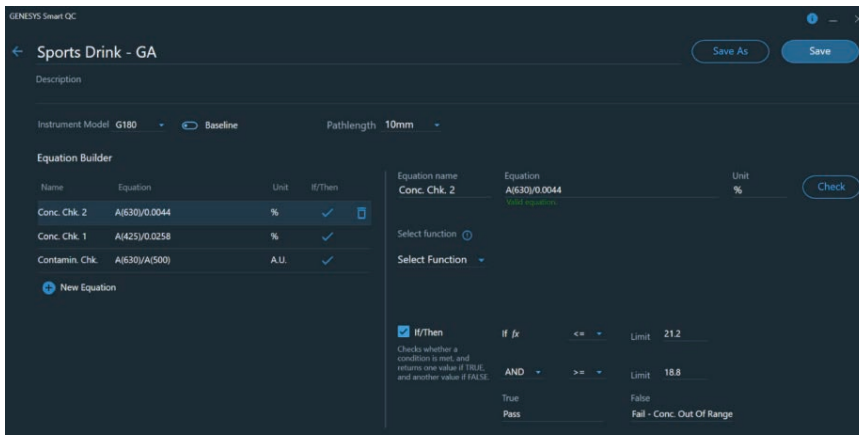 GENESYS Smart QC
Sports Drink - GA
Save As
Save
Description
Instrument Model G180 Baseline Pathlength 10mm
Equation Builder
Name Equation Unit If/Then
Conc. Chk. 2 A(630)/0.0044 %
Conc. Chk. 1 A(425)/0.0258 %
Contamin. Chk. A(630)/A(500) A.U.
New Equation
Equation name Equation Unit
Conc. Chk. 2 A(630)/0.0044 % Check
Valid equation
Select function
Select Function
If/Then If fx <= Limit 21.2
Checks whether a
condition is met, and
returns one value if TRUE,
and another value if FALSE.
AND >= Limit 18.8
True False
Pass Fail - Conc. Out Of Range